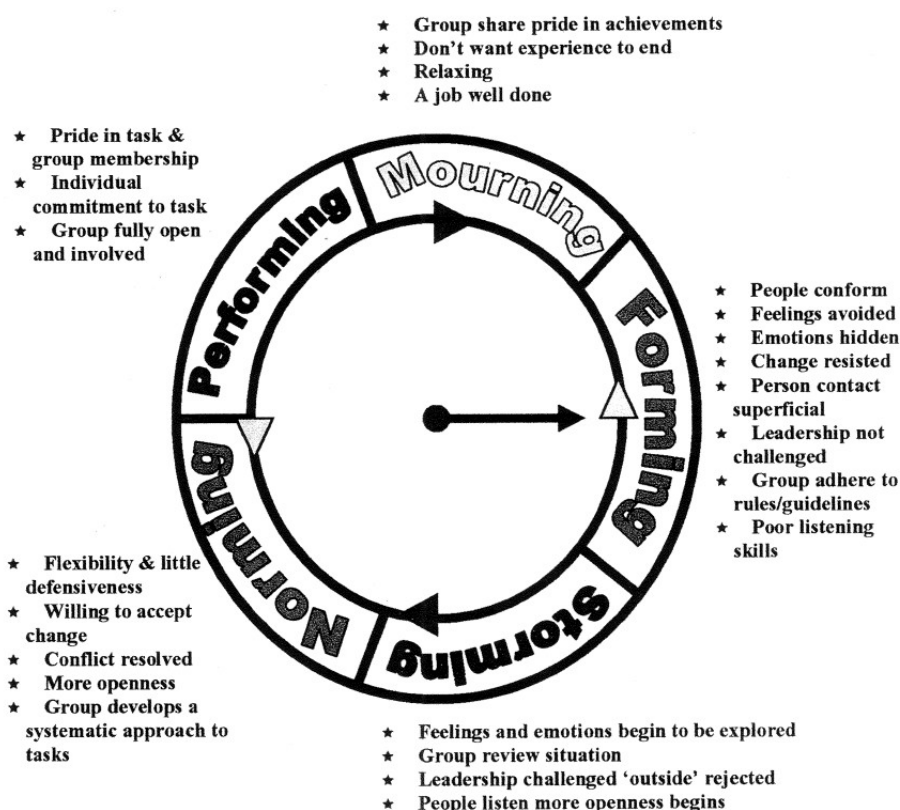 ★ Group share pride in achievements
★ Don't want experience to end
★ Relaxing
★ A job well done
★ Pride in task &
group membership
★ Individual
commitment to task
★ Group fully open
and involved
Mourning
Performing
Forming
★ People conform
★ Feelings avoided
★ Emotions hidden
★ Change resisted
★ Person contact
superficial
★ Leadership not
challenged
★ Group adhere to
rules/guidelines
★ Poor listening
skills
Norming
Storming
★ Flexibility & little
defensiveness
★ Willing to accept
change
★ Conflict resolved
★ More openness
★ Group develops a
systematic approach to
tasks
★ Feelings and emotions begin to be explored
★ Group review situation
★ Leadership challenged ‘outside’ rejected
★ People listen more openness begins